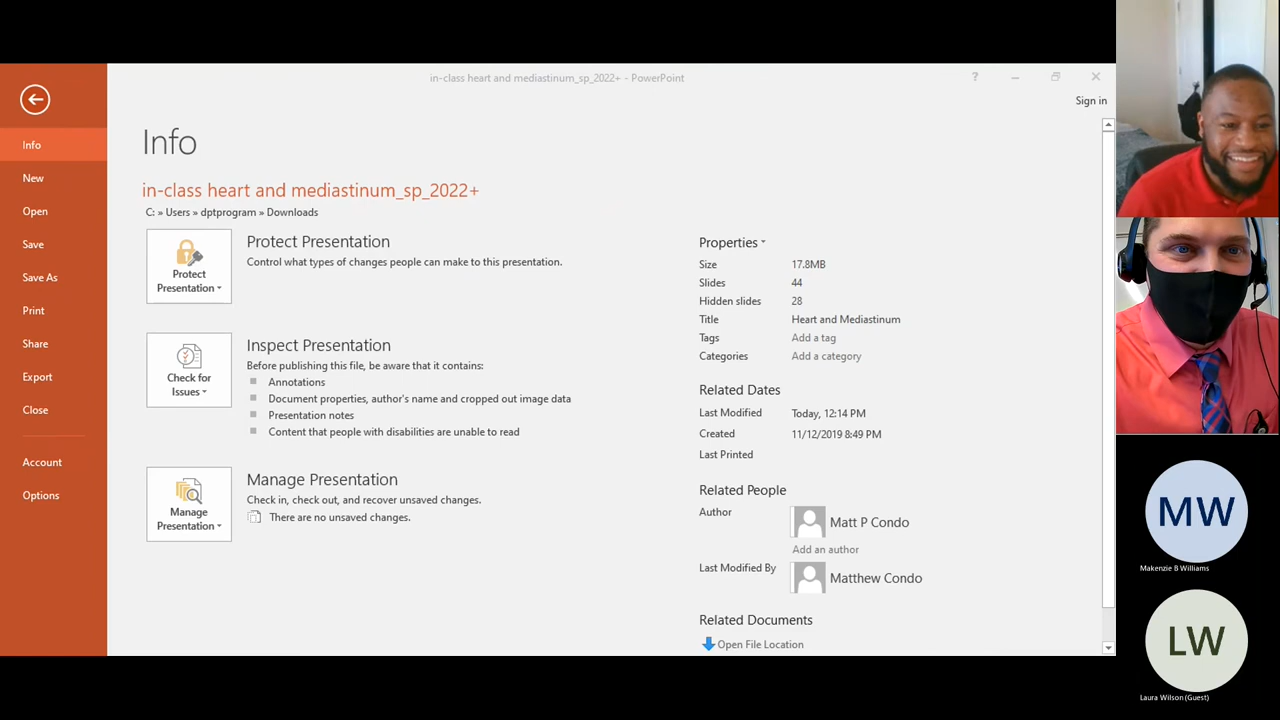 in-class heart and mediastinum_sp_2022+ - PowerPoint
?
Sign in
Info
New
Open
Save
Save As
Print
Share
Export
Close
Account
Options
Info
in-class heart and mediastinum_sp_2022+
C: » Users » dptprogram » Downloads
Protect
Presentation
Protect Presentation
Control what types of changes people can make to this presentation.
Check for
Issues
Inspect Presentation
Before publishing this file, be aware that it contains:
Annotations
Document properties, author's name and cropped out image data
Presentation notes
Content that people with disabilities are unable to read
Manage
Presentation
Manage Presentation
Check in, check out, and recover unsaved changes.
There are no unsaved changes.
Properties
Size 17.8MB
Slides 44
Hidden slides 28
Title Heart and Mediastinum
Tags Add a tag
Categories Add a category
Related Dates
Last Modified Today, 12:14 PM
Created 11/12/2019 8:49 PM
Last Printed
Related People
Author Matt P Condo
Add an author
Last Modified By Matthew Condo
Related Documents
Open File Location
MW
Makenzie B Williams
LW
Laura Wilson (Guest)